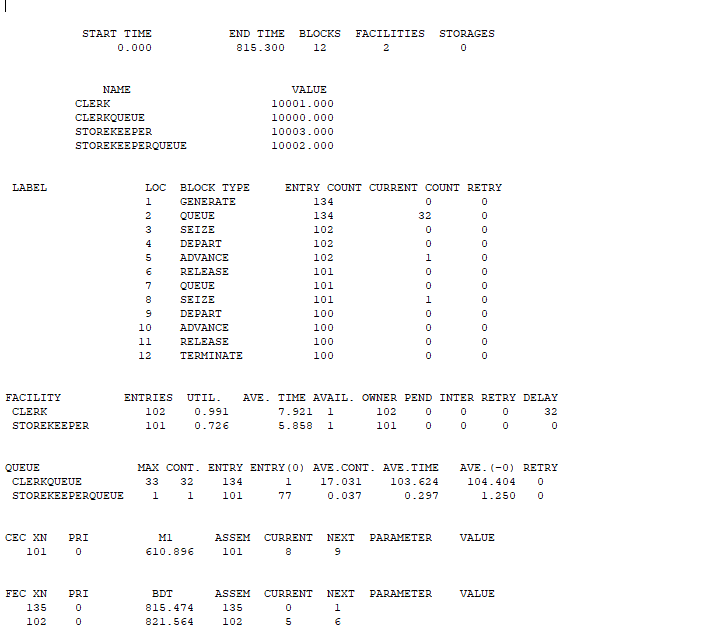 START TIME END TIME BLOCKS FACILITIES STORAGES
0.000 815.300 12 2 0
NAME VALUE
CLERK 10001.000
CLERKQUEUE 10000.000
STOREKEEPER 10003.000
STOREKEEPERQUEUE 10002.000
LABEL LOC BLOCK TYPE ENTRY COUNT CURRENT COUNT RETRY
1 GENERATE 134 0 0
2 QUEUE 134 32 0
3 SEIZE 102 0 0
4 DEPART 102 0 0
5 ADVANCE 102 1 0
6 RELEASE 101 0 0
7 QUEUE 101 0 0
8 SEIZE 101 1 0
9 DEPART 100 0 0
10 ADVANCE 100 0 0
11 RELEASE 100 0 0
12 TERMINATE 100 0 0
FACILITY ENTRIES UTIL. AVE. TIME AVAIL. OWNER PEND INTER RETRY DELAY
CLERK 102 0.991 7.921 1 102 0 0 0 32
STOREKEEPER 101 0.726 5.858 1 101 0 0 0 0
QUEUE MAX CONT. ENTRY ENTRY(0) AVE.CONT. AVE.TIME AVE.(-0) RETRY
CLERKQUEUE 33 32 134 1 17.031 103.624 104.404 0
STOREKEEPERQUEUE 1 1 101 77 0.037 0.297 1.250 0
CEC XN PRI M1 ASSEM CURRENT NEXT PARAMETER VALUE
101 0 610.896 101 8 9
FEC XN PRI BDT ASSEM CURRENT NEXT PARAMETER VALUE
135 0 815.474 135 0 1
102 0 821.564 102 5 6